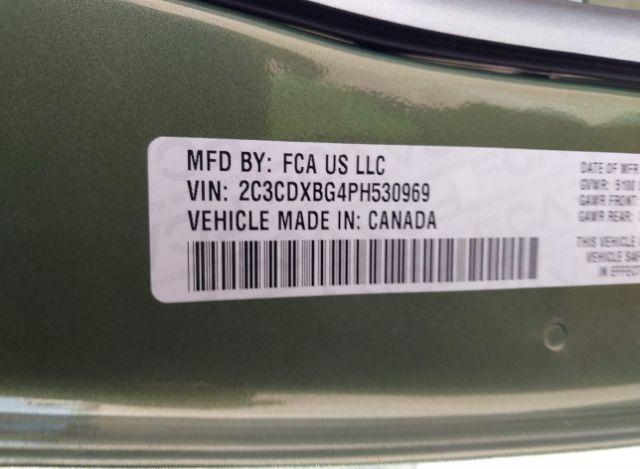 MFD BY: FCA US LLC
VIN: 2C3CDXBG4PH530969
VEHICLE MADE IN: CANADA
DATE OF MFR
GVWR: 5100
GAWR FRONT:
GAWR REAR:
THIS VEHICLE
VEHICLE SAF
IN EFFECT